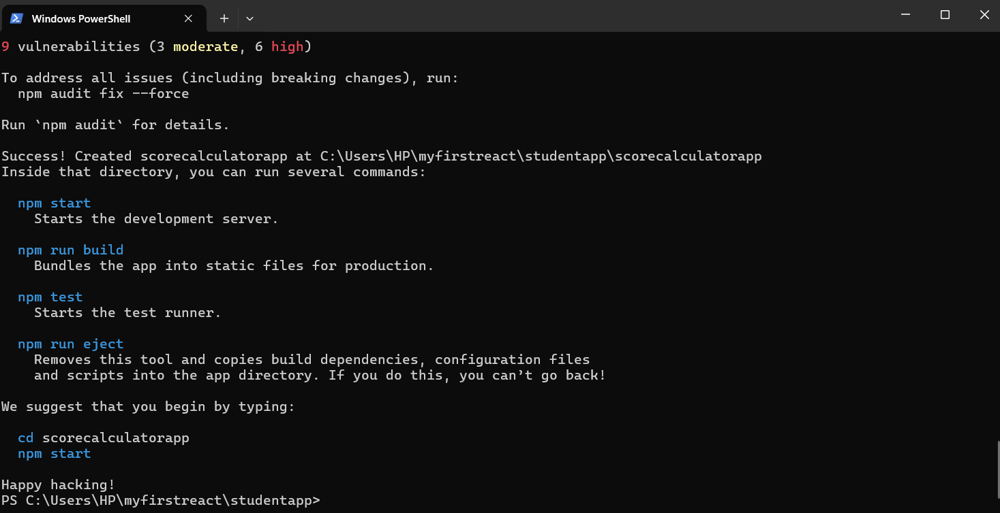 Windows PowerShell
9 vulnerabilities (3 moderate, 6 high)
To address all issues (including breaking changes), run:
npm audit fix --force
Run `npm audit` for details.
Success! Created scorecalculatorapp at C:\Users\HP\myfirstreact\studentapp\scorecalculatorapp
Inside that directory, you can run several commands:
npm start
Starts the development server.
npm run build
Bundles the app into static files for production.
npm test
Starts the test runner.
npm run eject
Removes this tool and copies build dependencies, configuration files
and scripts into the app directory. If you do this, you can’t go back!
We suggest that you begin by typing:
cd scorecalculatorapp
npm start
Happy hacking!
PS C:\Users\HP\myfirstreact\studentapp>